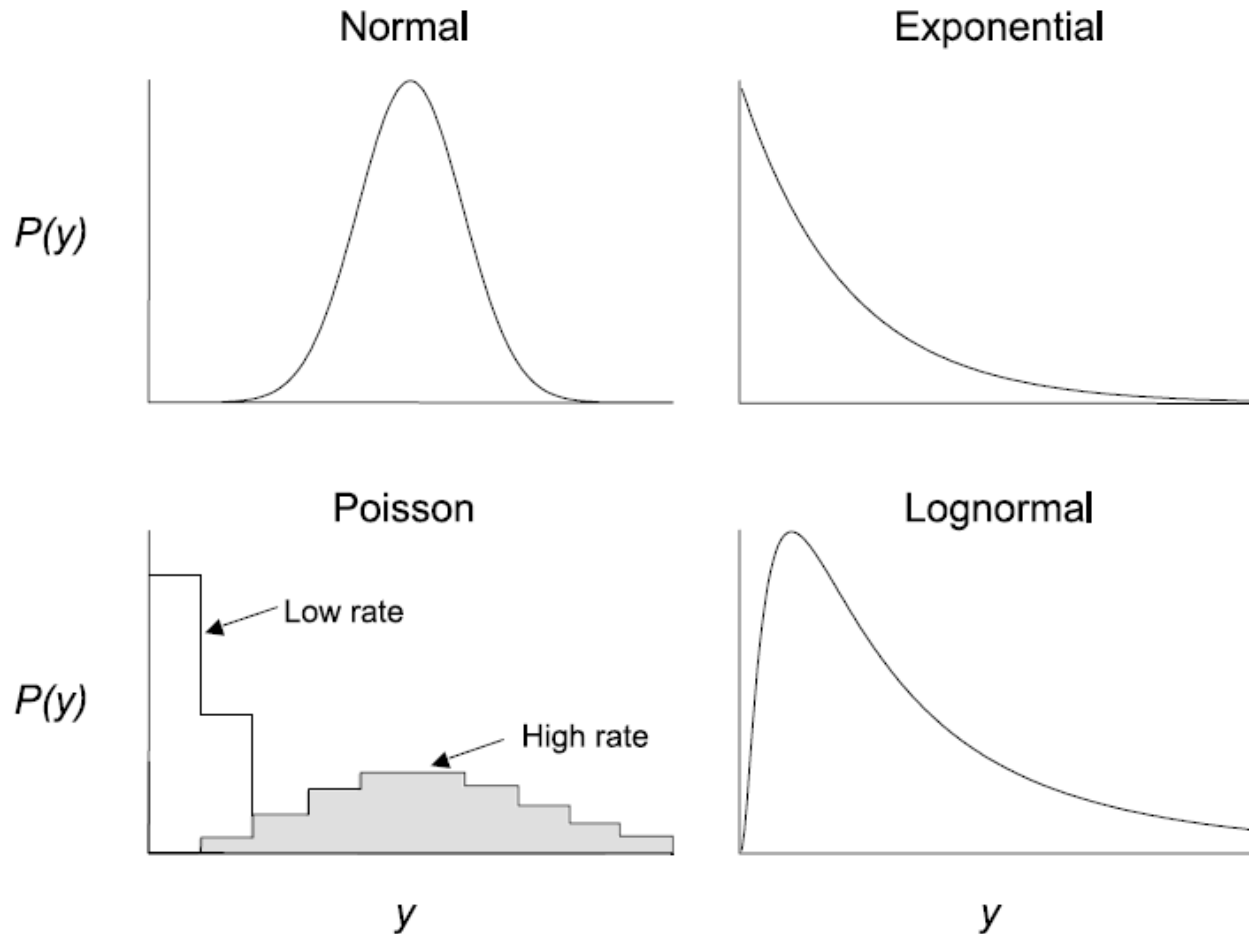 Normal
Exponential
P(y)
Poisson
Lognormal
Low rate
P(y)
High rate
y
y